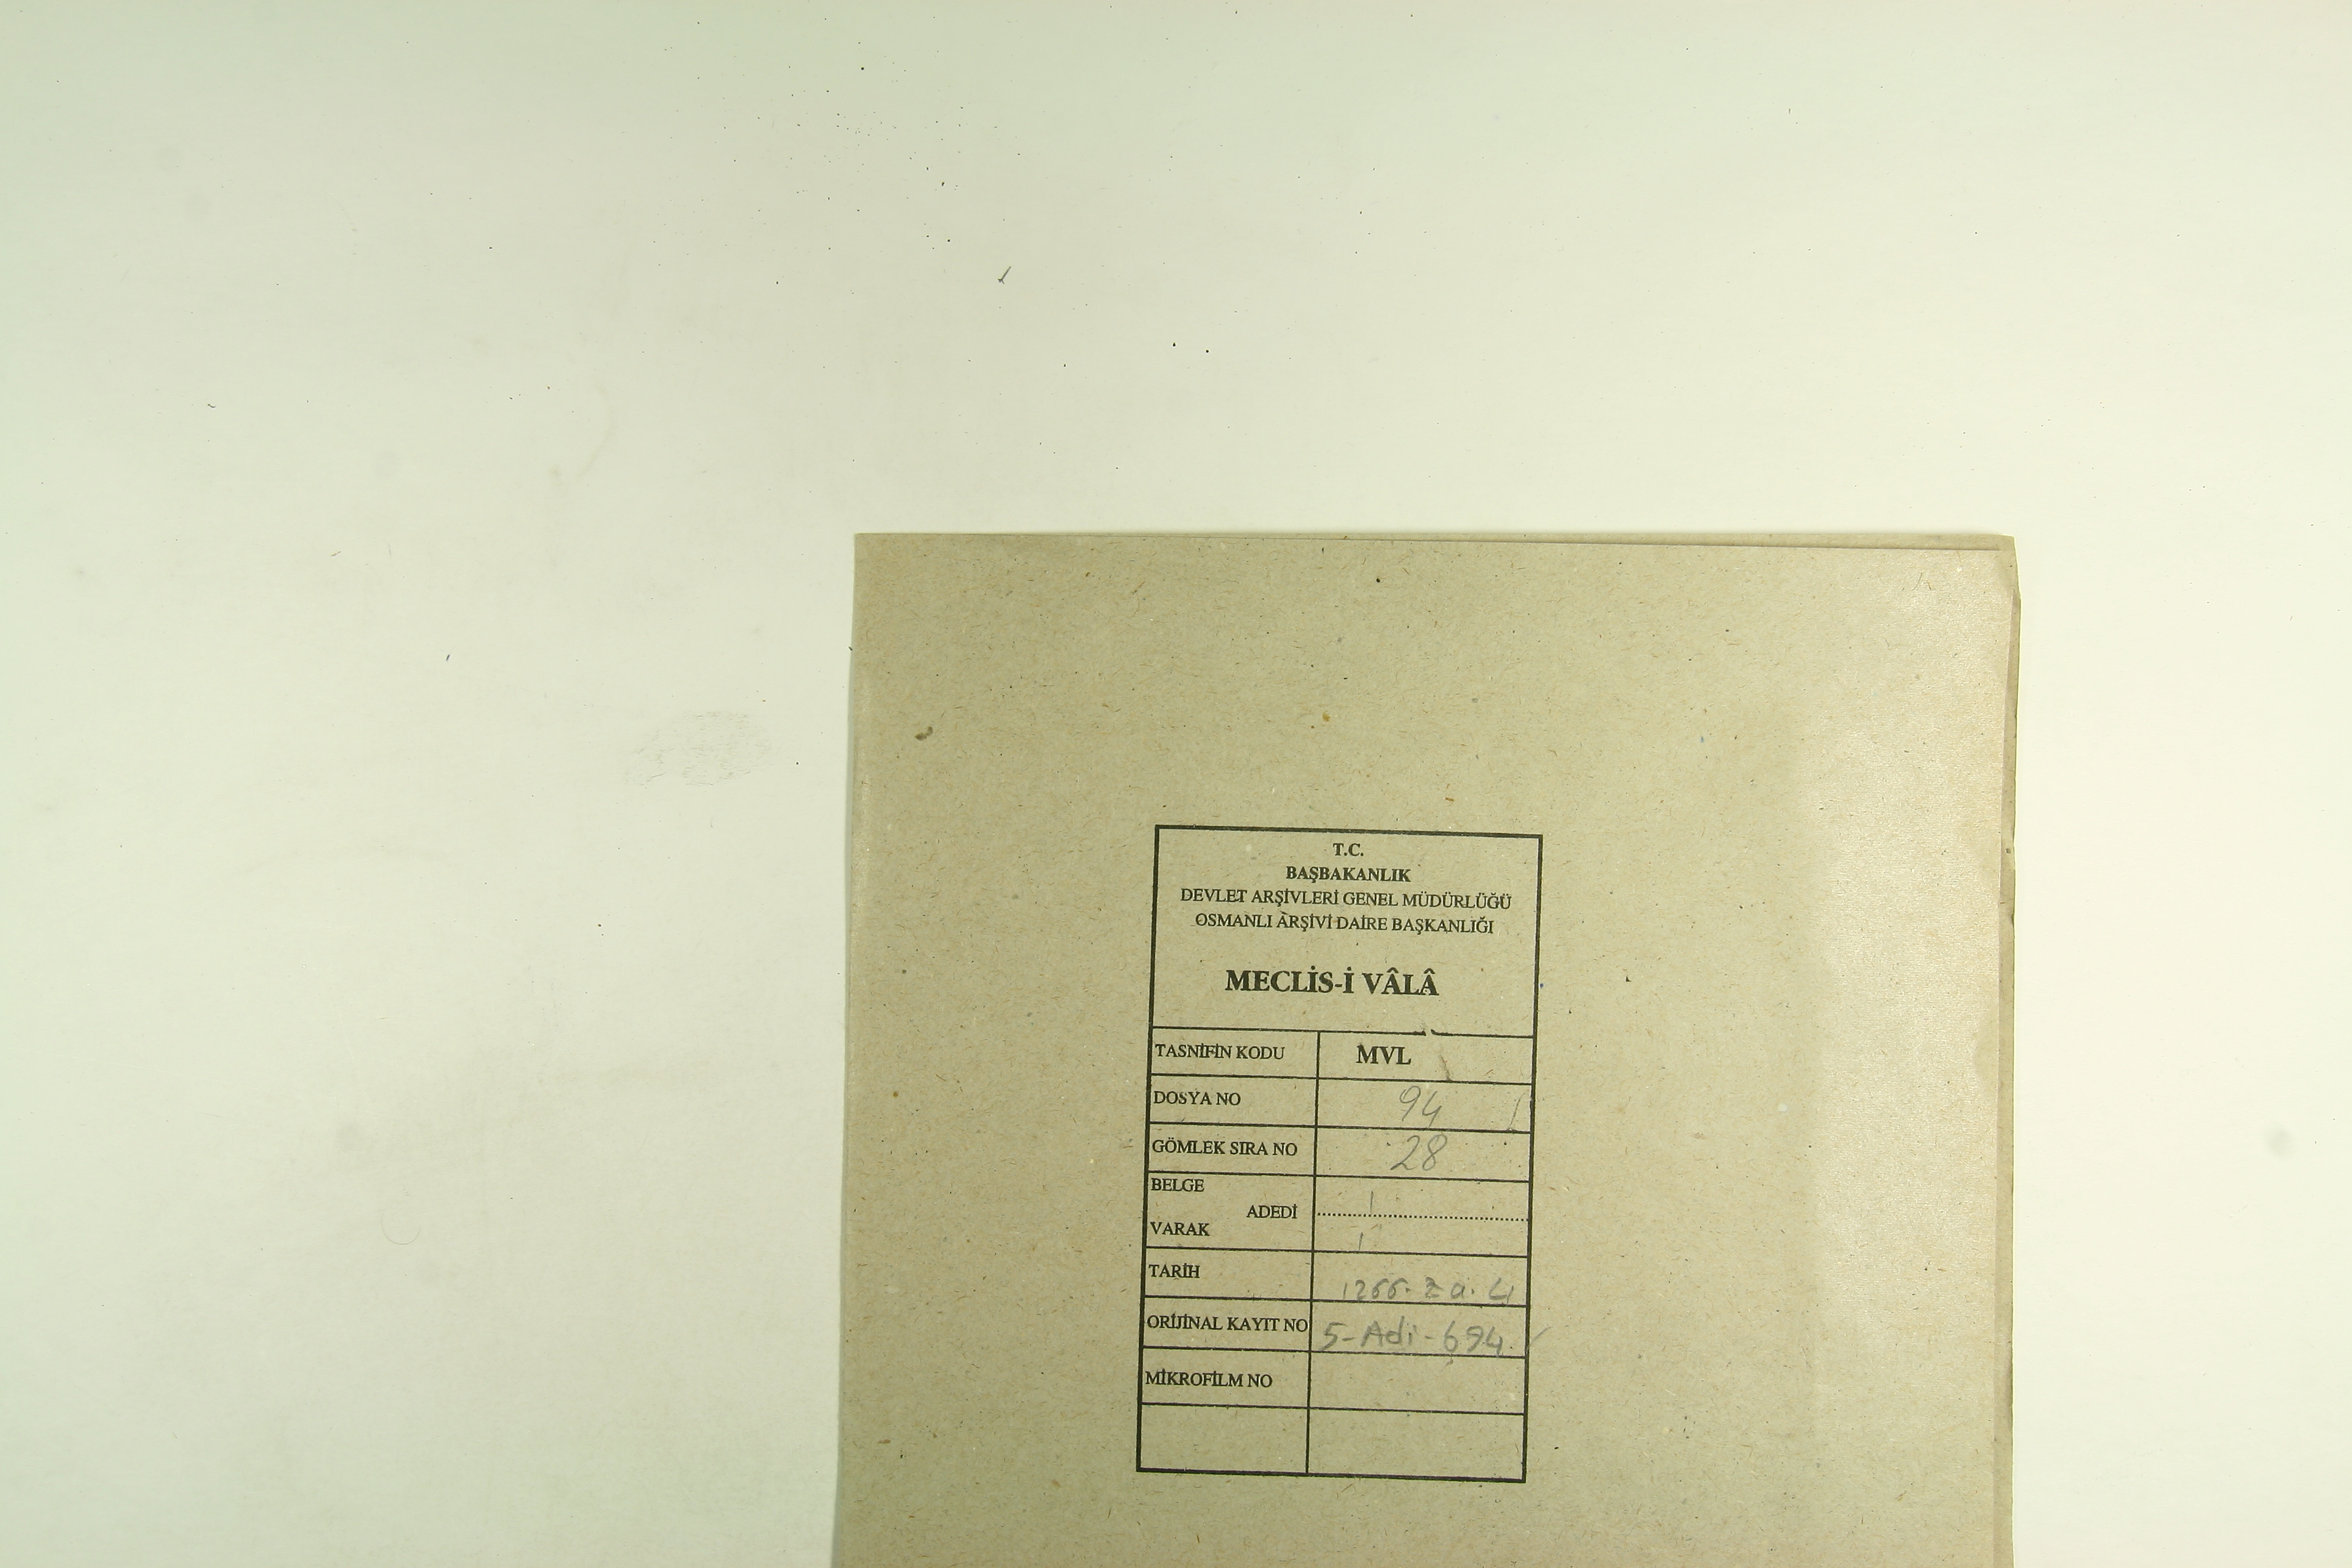 T.C.
BAŞBAKANLIK
DEVLET ARŞİVLERİ GENEL MÜDÜRLÜĞÜ
OSMANLI ARŞİVİ DAİRE BAŞKANLIĞI
MECLİS-İ VÂLÂ
TASNİFİN KODU MVL
DOSYA NO 94
GÖMLEK SIRA NO 28
BELGE 1
ADEDİ
VARAK 1
TARİH 1266. Za. 4
ORİJİNAL KAYIT NO 5-Adi-694
MİKROFİLM NO